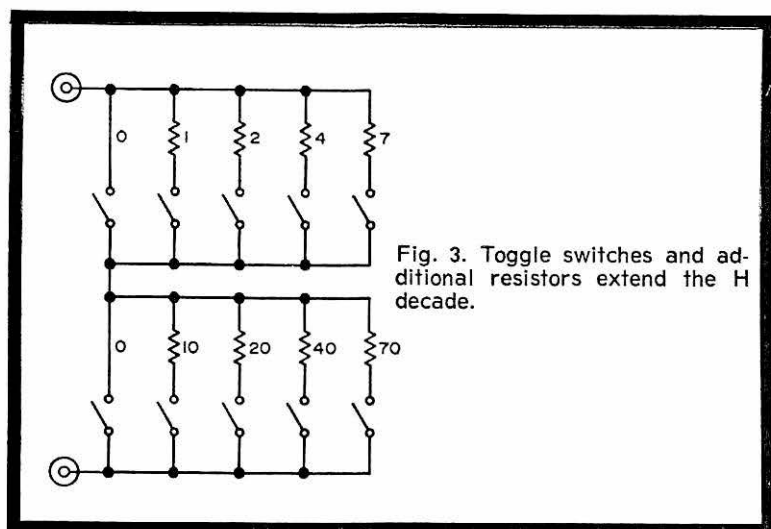 0 1 2 4 7
Fig. 3. Toggle switches and ad-
ditional resistors extend the H
decade.
0 10 20 40 70